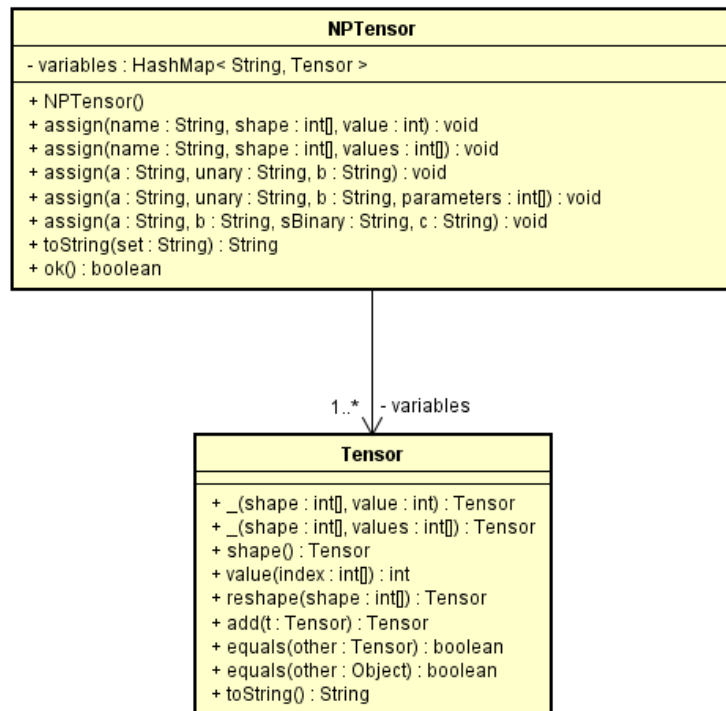 NPTensor
- variables : HashMap< String, Tensor >
+ NPTensor()
+ assign(name : String, shape : int[], value : int) : void
+ assign(name : String, shape : int[], values : int[]) : void
+ assign(a : String, unary : String, b : String) : void
+ assign(a : String, unary : String, b : String, parameters : int[]) : void
+ assign(a : String, b : String, sBinary : String, c : String) : void
+ toString(set : String) : String
+ ok() : boolean
1..* - variables
Tensor
+ _(shape : int[], value : int) : Tensor
+ _(shape : int[], values : int[]) : Tensor
+ shape() : Tensor
+ value(index : int[]) : int
+ reshape(shape : int[]) : Tensor
+ add(t : Tensor) : Tensor
+ equals(other : Tensor) : boolean
+ equals(other : Object) : boolean
+ toString() : String